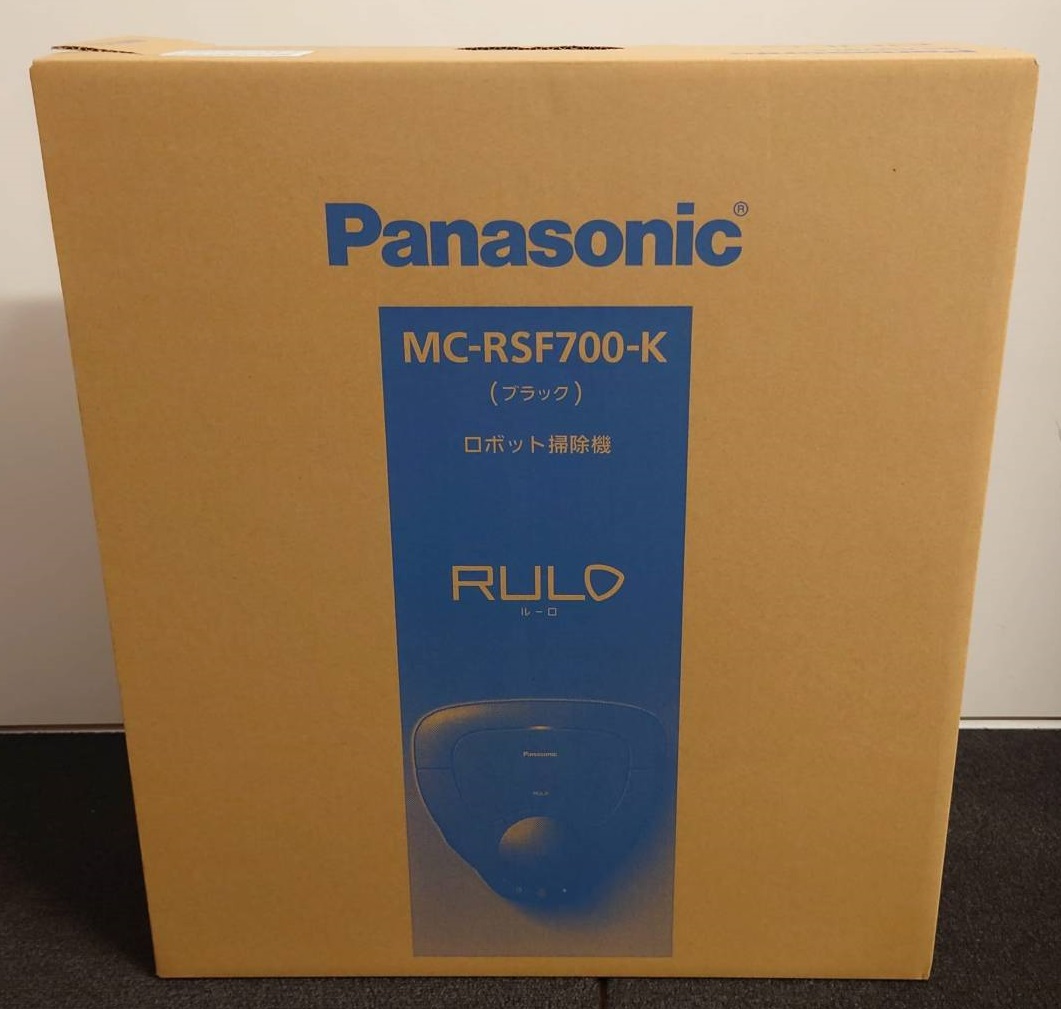 Panasonic®
MC-RSF700-K
(ブラック)
ロボット掃除機
RULO
ルーロ
Panasonic
RULO